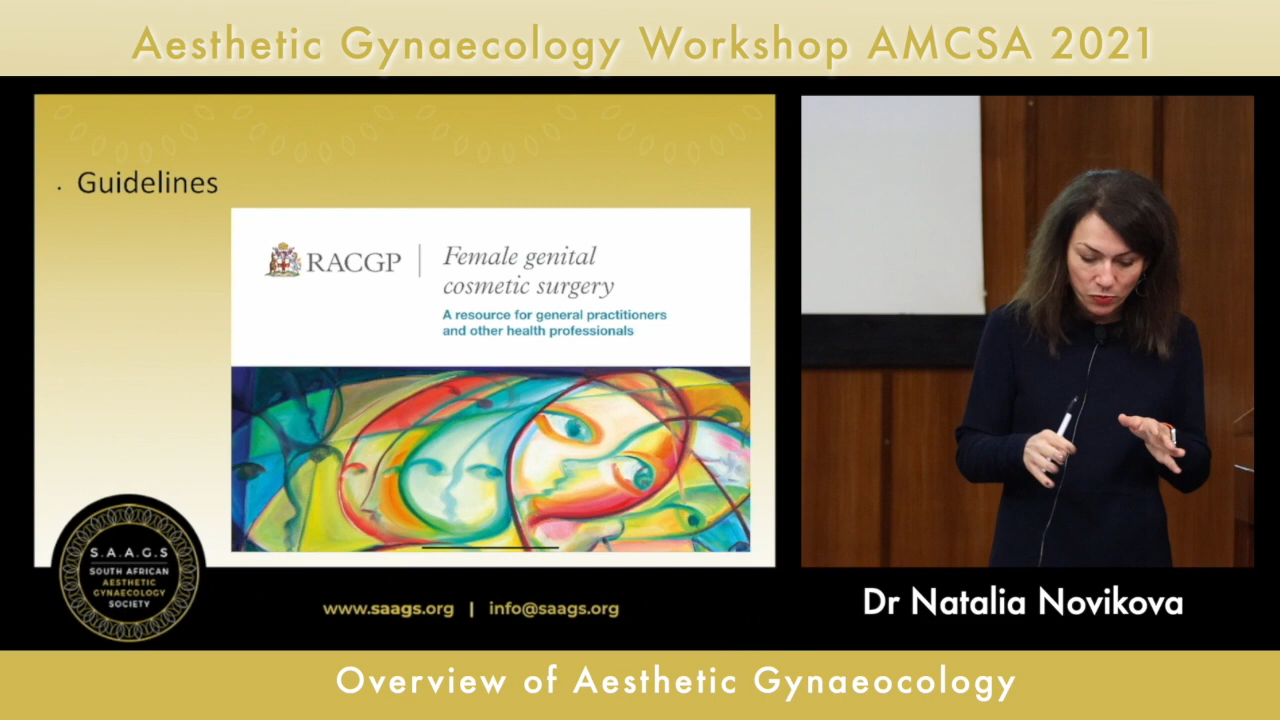 Aesthetic Gynaecology Workshop AMCSA 2021
· Guidelines
RACGP
Female genital
cosmetic surgery
A resource for general practitioners
and other health professionals
S.A.A.G.S
SOUTH AFRICAN
AESTHETIC
GYNAECOLOGY
SOCIETY
www.saags.org | info@saags.org
Dr Natalia Novikova
Overview of Aesthetic Gynaeocology